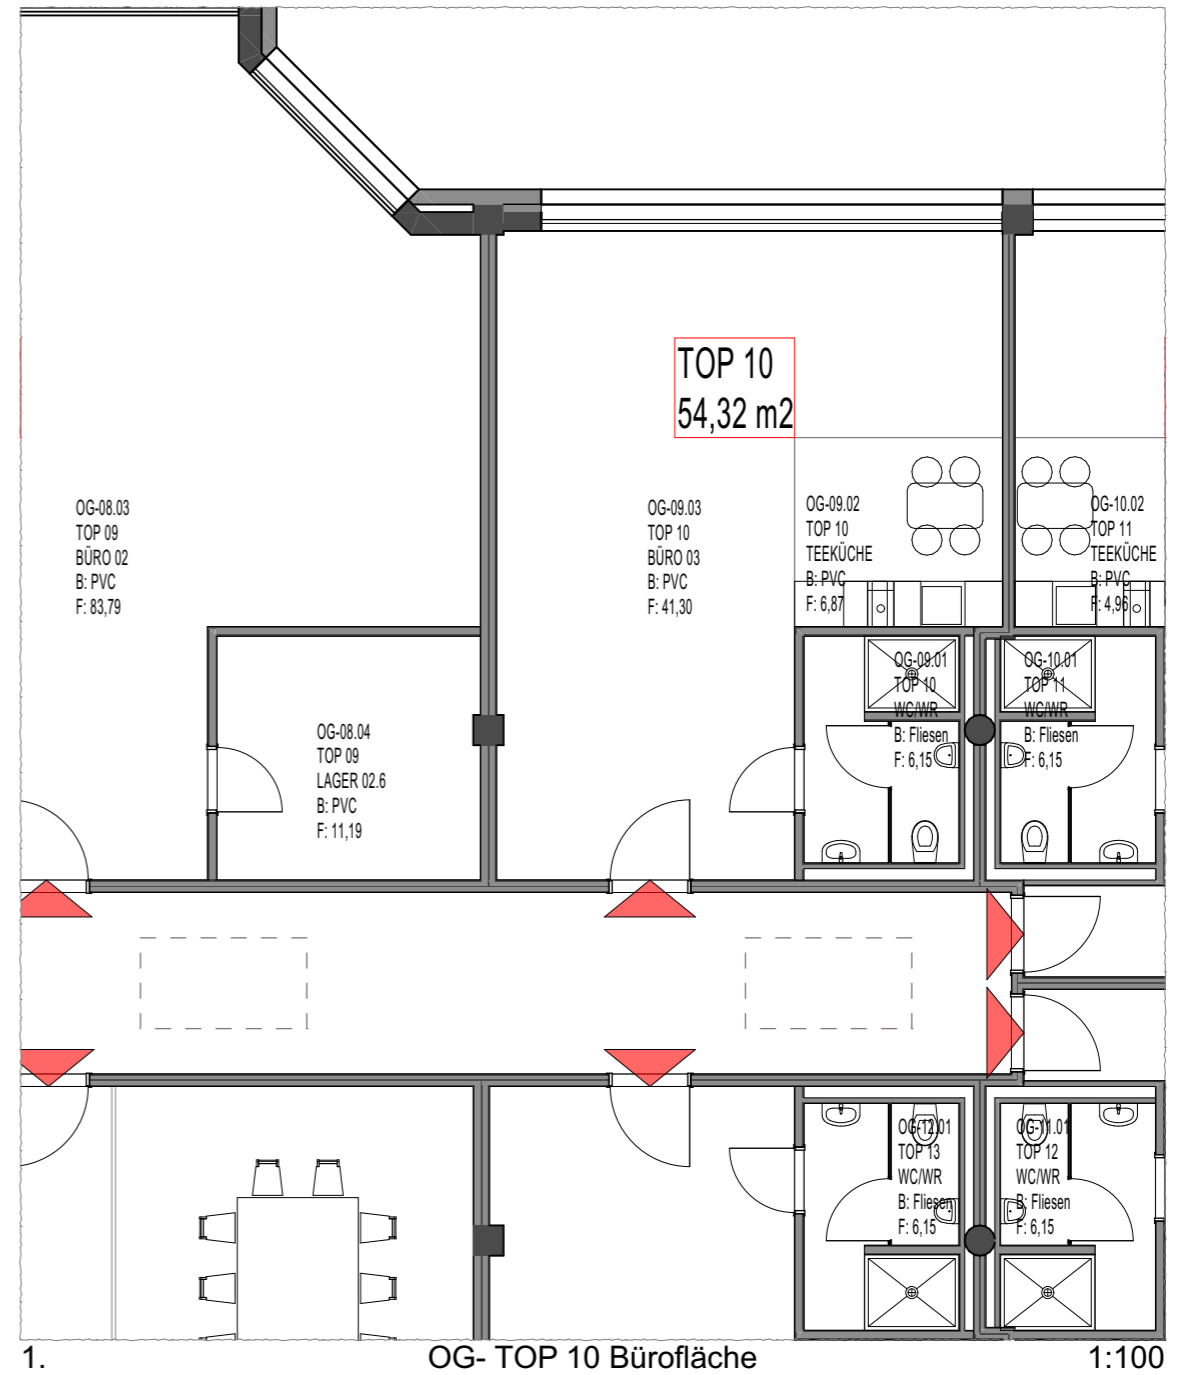 TOP 10
54,32 m2
OG-08.03
TOP 09
BÜRO 02
B: PVC
F: 83,79
OG-09.03
TOP 10
BÜRO 03
B: PVC
F: 41,30
OG-09.02
TOP 10
TEEKÜCHE
B: PVC
F: 6,87
OG-10.02
TOP 11
TEEKÜCHE
B: PVC
F: 4,96
OG-08.04
TOP 09
LAGER 02.6
B: PVC
F: 11,19
OG-09.01
TOP 10
WC/WR
B: Fliesen
F: 6,15
OG-10.01
TOP 11
WC/WR
B: Fliesen
F: 6,15
OG-12.01
TOP 13
WC/WR
B: Fliesen
F: 6,15
OG-11.01
TOP 12
WC/WR
B: Fliesen
F: 6,15
1. OG- TOP 10 Bürofläche 1:100